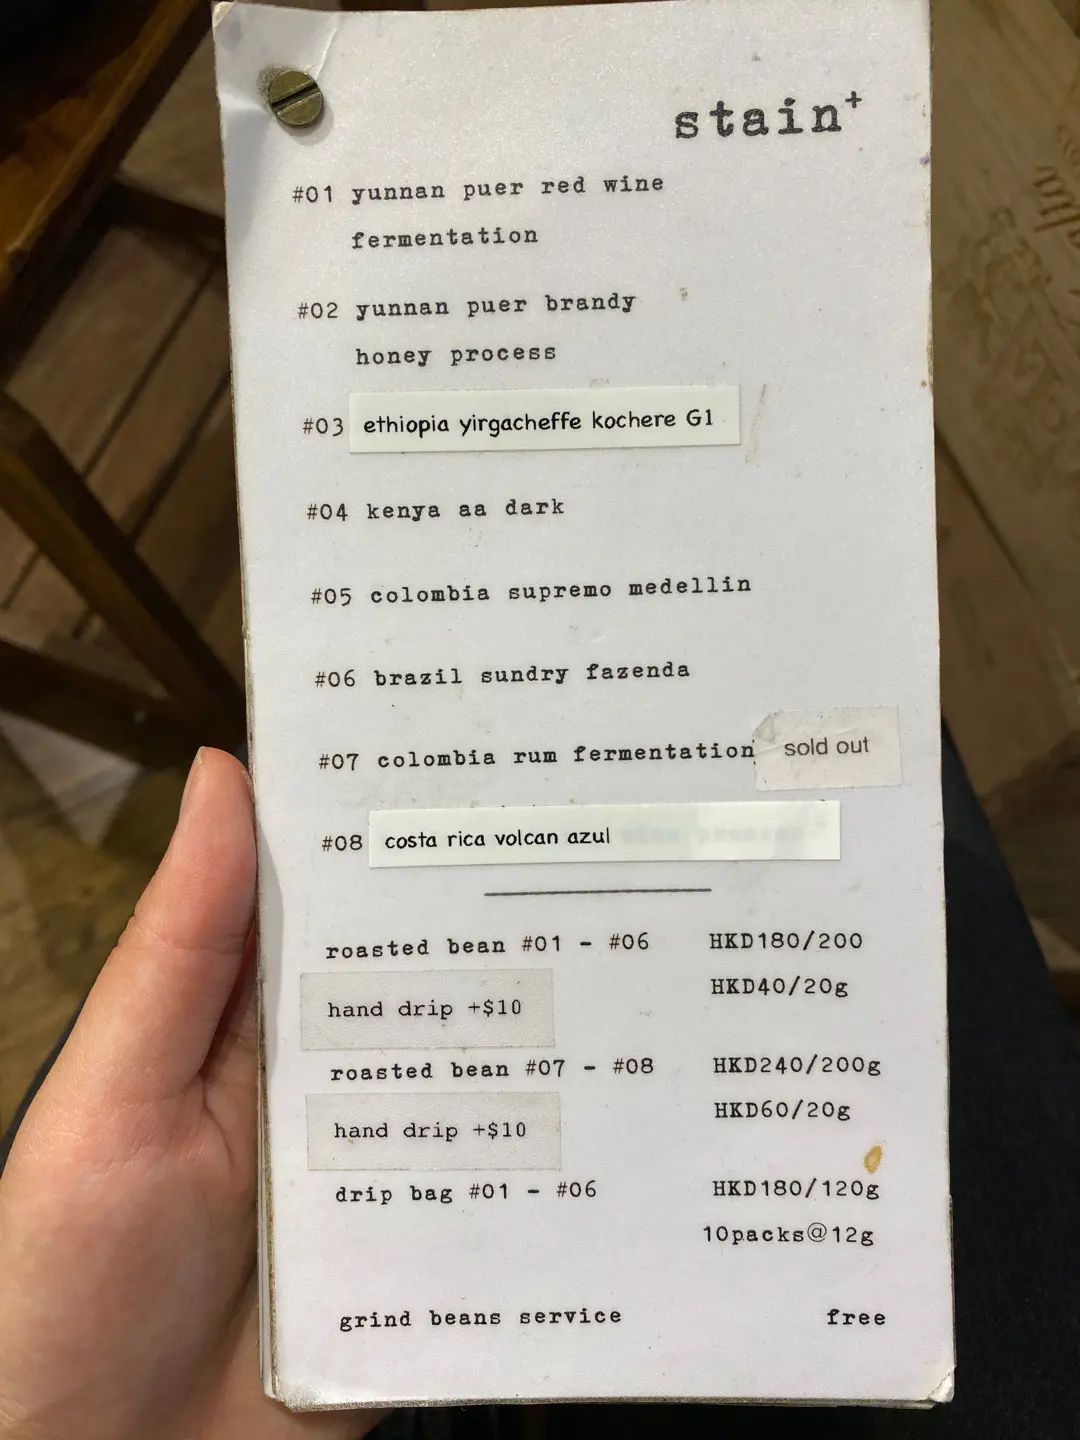 stain+
#01 yunnan puer red wine
fermentation
#02 yunnan puer brandy
honey process
#03 ethiopia yirgacheffe kochere G1
#04 kenya aa dark
#05 colombia supremo medellin
#06 brazil sundry fazenda
#07 colombia rum fermentation sold out
#08 costa rica volcan azul
roasted bean #01 - #06 HKD180/200
HKD40/20g
hand drip +$10
roasted bean #07 - #08 HKD240/200g
HKD60/20g
hand drip +$10
drip bag #01 - #06 HKD180/120g
10packs@12g
grind beans service free